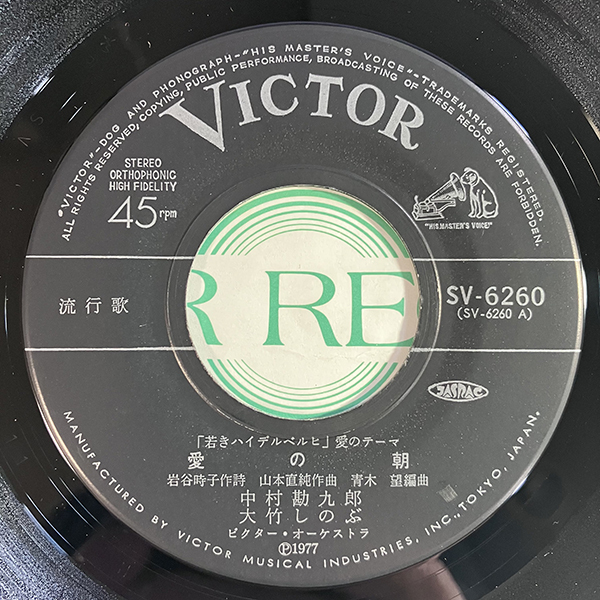 "VICTOR"–DOG AND PHONOGRAPH–"HIS MASTER'S VOICE"–TRADEMARKS REGISTERED.
ALL RIGHTS RESERVED, COPYING, PUBLIC PERFORMANCE, BROADCASTING OF THESE RECORDS ARE FORBIDDEN.
VICTOR
STEREO
ORTHOPHONIC
HIGH FIDELITY
45rpm
"HIS MASTER'S VOICE"
R RE
流行歌
SV-6260
(SV-6260 A)
JASRAC
「若きハイデルベルヒ」愛のテーマ
愛の朝
岩谷時子作詩 山本直純作曲 青木 望編曲
中村勘九郎
大竹しのぶ
ビクター・オーケストラ
Ⓟ1977
MANUFACTURED BY VICTOR MUSICAL INDUSTRIES, INC., TOKYO, JAPAN.